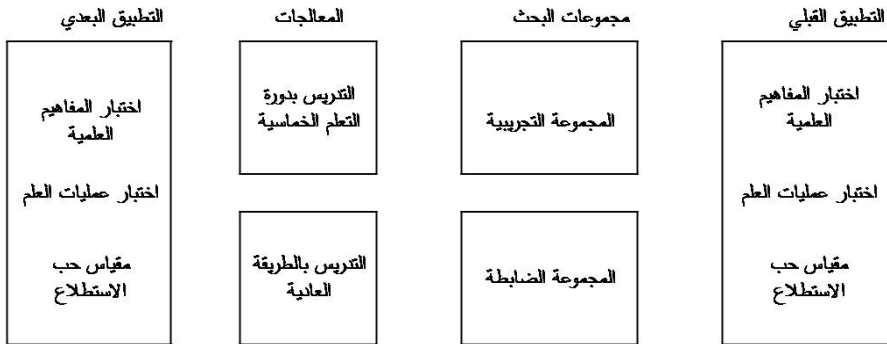 التطبيق القبلي
مجموعات البحث
المعالجات
التطبيق البعدي
اختبار المفاهيم
العلمية
اختبار عمليات العلم
مقياس حب
الاستطلاع
المجموعة التجريبية
المجموعة الضابطة
التدريس بدورة
التعلم الخماسية
التدريس بالطريقة
العادية
اختبار المفاهيم
العلمية
اختبار عمليات العلم
مقياس حب
الاستطلاع